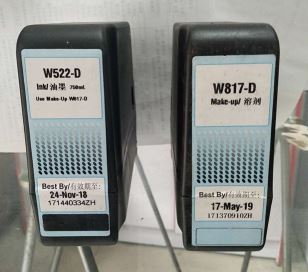 W522-D
Ink/油墨 750ml
Use Make-Up W817-D
Best By/有效期至:
24-Nov-18
171440334ZH
W817-D
Make-up/ 溶剂
Best By/有效期至:
17-May-19
171370910ZH